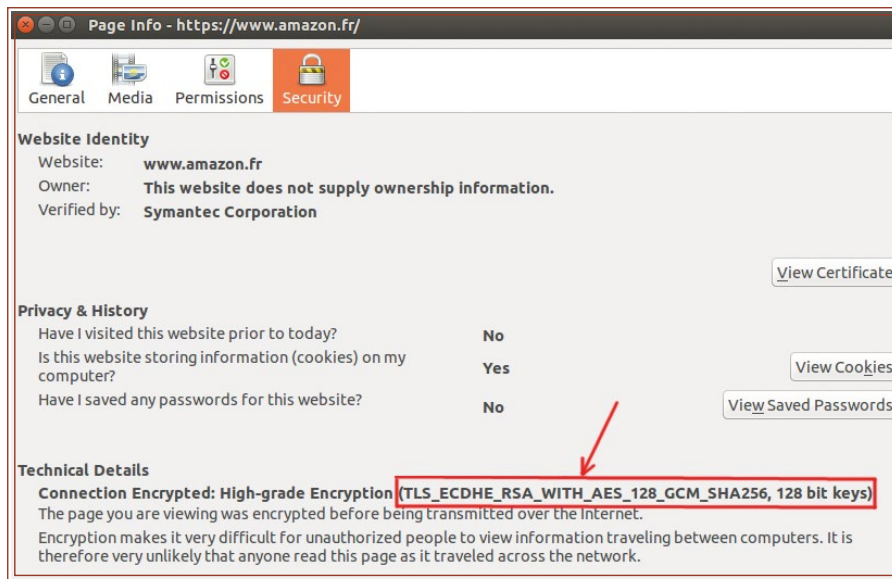 Page Info - https://www.amazon.fr/
General Media Permissions Security
Website Identity
Website: www.amazon.fr
Owner: This website does not supply ownership information.
Verified by: Symantec Corporation
View Certificate
Privacy & History
Have I visited this website prior to today? No
Is this website storing information (cookies) on my
computer? Yes View Cookies
Have I saved any passwords for this website? No View Saved Passwords
Technical Details
Connection Encrypted: High-grade Encryption (TLS_ECDHE_RSA_WITH_AES_128_GCM_SHA256, 128 bit keys)
The page you are viewing was encrypted before being transmitted over the Internet.
Encryption makes it very difficult for unauthorized people to view information traveling between computers. It is
therefore very unlikely that anyone read this page as it traveled across the network.